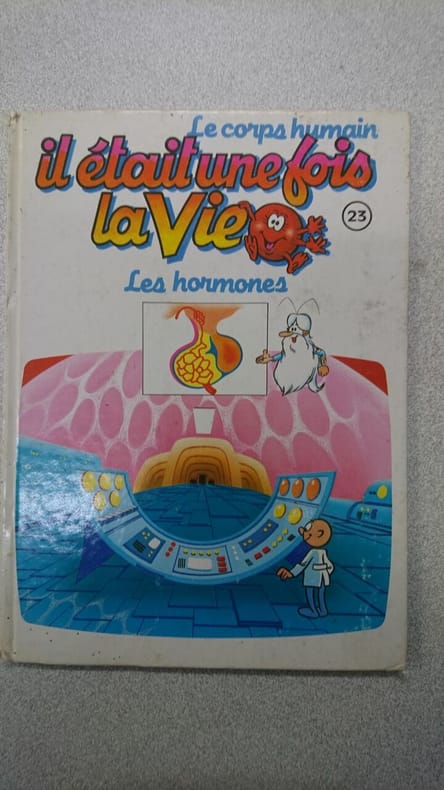 Le corps humain
il était une fois
la Vie
23
Les hormones